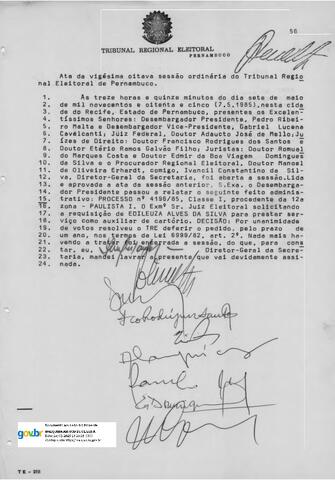 56
TRIBUNAL REGIONAL ELEITORAL
PERNAMBUCO
Ata da vigésima oitava sessão ordinária do Tribunal Regio
nal Eleitoral de Pernambuco.
1. Às treze horas e quinze minutos do dia sete de maio
2. de mil novecentos e oitenta e cinco (7.5.1985), nesta cida
3. de do Recife, Estado de Pernambuco, presentes os Excelen-
4. tíssimos Senhores: Desembargador Presidente, Pedro Ribei-
5. ro Malta e Desembargador Vice-Presidente, Gabriel Lucena
6. Cavalcanti; Juiz Federal, Doutor Adauto José de Mello; Ju
7. ízes de Direito: Doutor Francisco Rodrigues dos Santos e
8. Doutor Etério Ramos Galvão Filho; Juristas: Doutor Romual
9. do Marques Costa e Doutor Edmir da Boa Viagem Domingues
10. da Silva e o Procurador Regional Eleitoral, Doutor Manoel
11. de Oliveira Erhardt, comigo, Ivanoi Constantino da Sil-
12. va, Diretor-Geral da Secretaria, foi aberta a sessão. Lida
13. e aprovada a ata de sessão anterior, S.Exa. o Desembarga-
14. dor Presidente passou a relatar o seguinte feito adminis-
15. trativo: PROCESSO nº 4196/85, Classe I, procedente da 12a
16. zona - PAULISTA I. O Exmº Sr. Juiz Eleitoral solicitando
17. a requisição de EDILEUZA ALVES DA SILVA para prestar ser-
18. viço como auxiliar de cartório. DECISÃO: Por unanimidade
19. de votos resolveu o TRE deferir o pedido, pelo prazo de
20. um ano, nos termos da Lei 6999/82, art. 2º. Nada mais ha-
21. vendo a tratar foi encerrada a sessão, do que, para cons
22. tar, eu, Diretor-Geral da Secre-
23. taria, mandei lavrar a presente que vai devidamente assi-
24. nada.
gov.br
TRE - 202